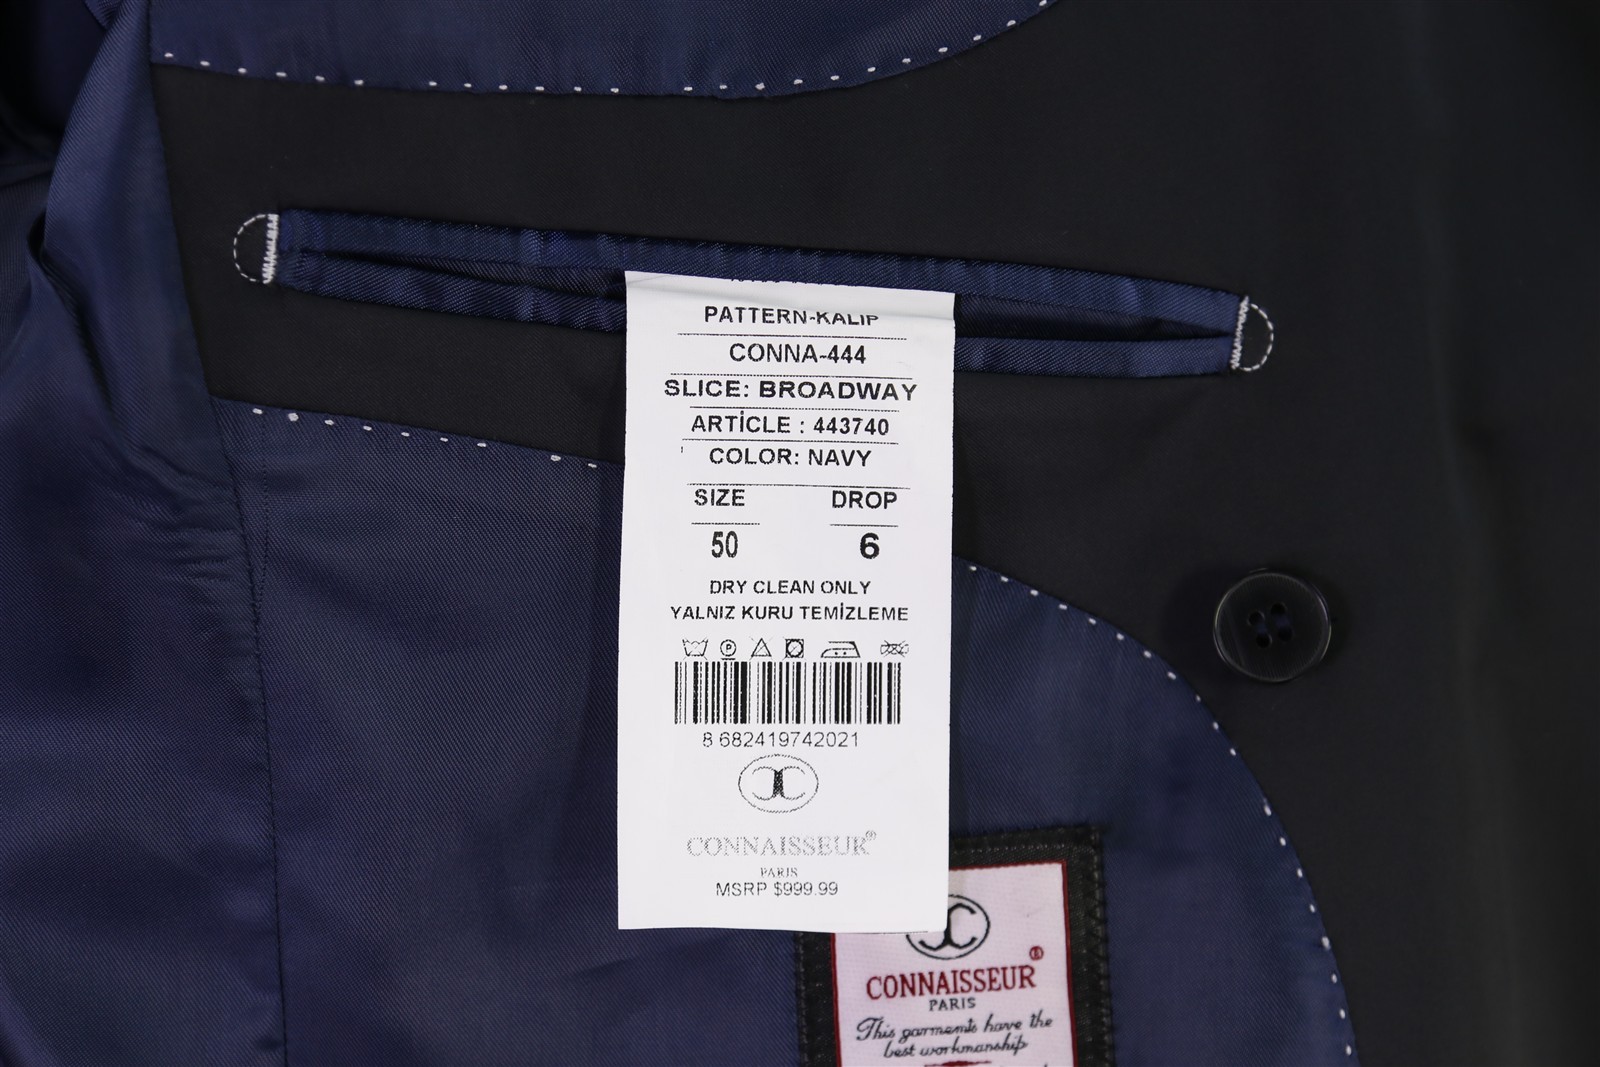 PATTERN-KALIP
CONNA-444
SLICE: BROADWAY
ARTİCLE : 443740
COLOR: NAVY
SIZE DROP
50 6
DRY CLEAN ONLY
YALNIZ KURU TEMİZLEME
P
8 682419742021
CONNAISSEUR®
PARIS
MSRP $999.99
CONNAISSEUR®
PARIS
This garments have the
best workmanship